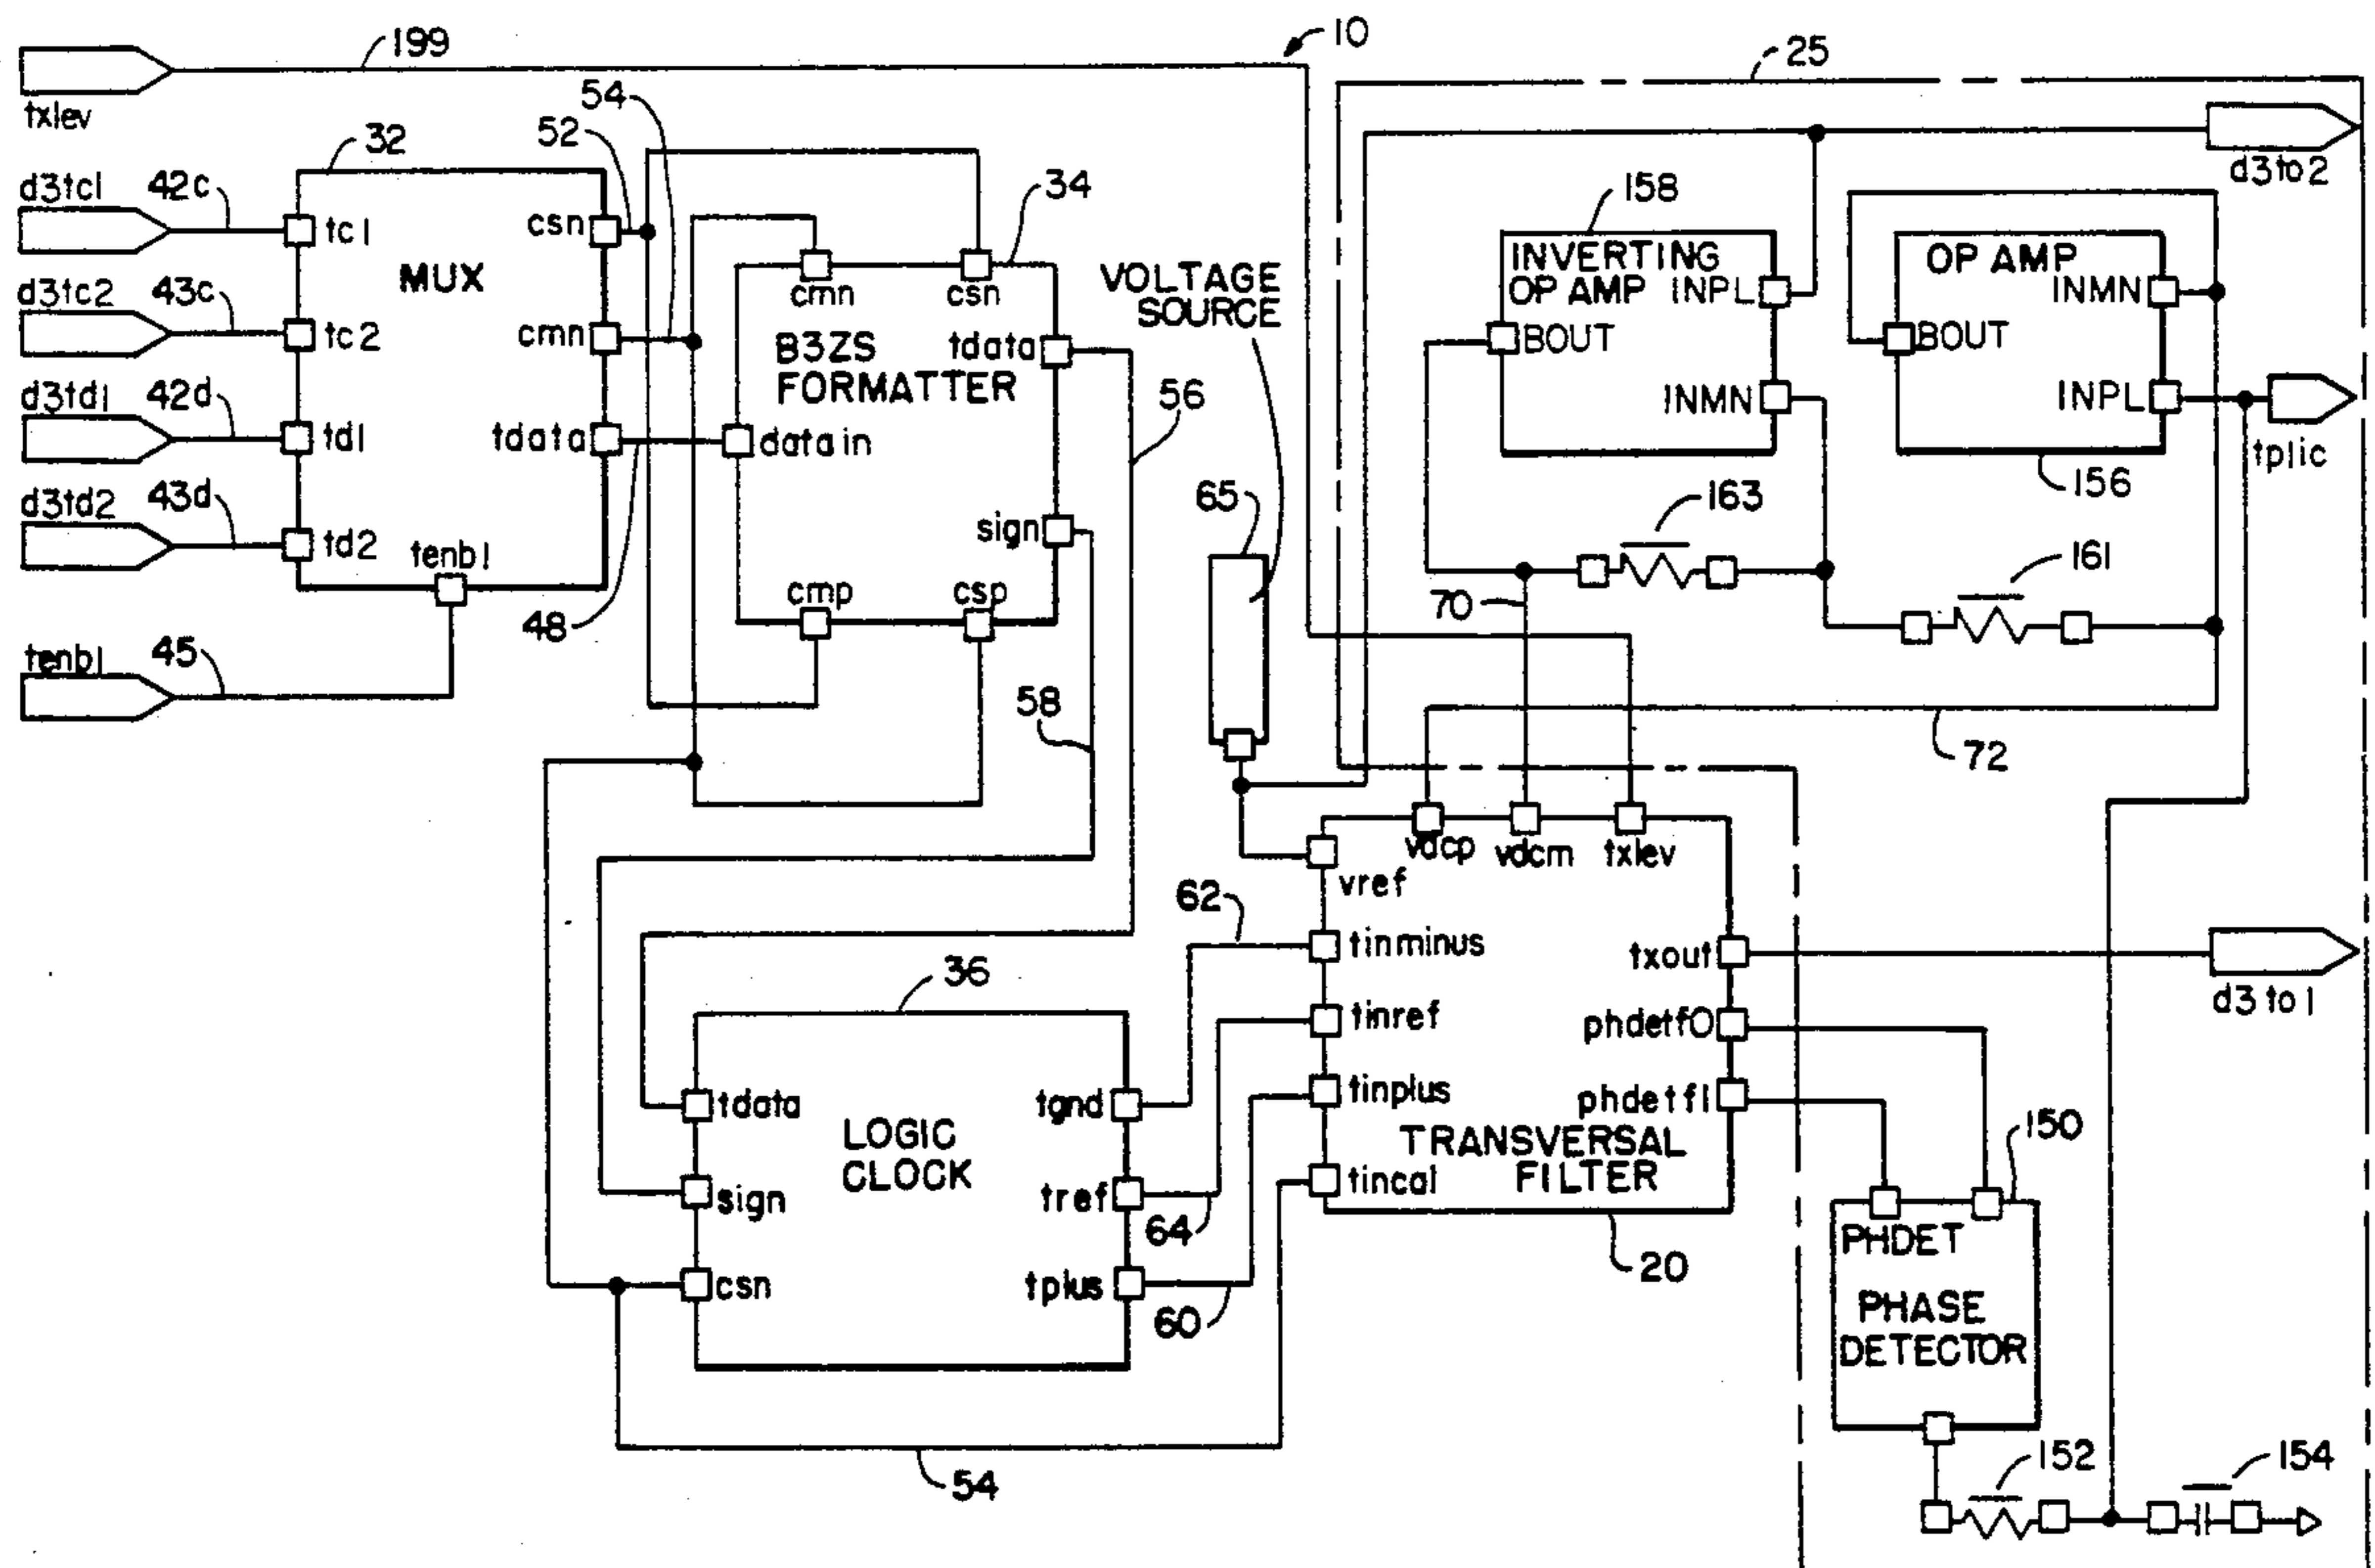 199
10
25
txlev
54
52
32
d3to2
d3tc1
42c
tc1
csn
34
158
MUX
cmn
csn
VOLTAGE
SOURCE
INVERTING
OP AMP
INPL
OP AMP
INMN
d3tc2
43c
tc2
cmn
B3ZS
FORMATTER
tdata
BOUT
BOUT
d3td1
42d
td1
tdata
data in
56
INMN
INPL
tplic
156
d3td2
43d
td2
tenb1
sign
65
163
161
48
cmp
csp
70
tenb1
45
58
72
vdcp
vdcm
txlev
vref
62
tinminus
txout
36
tinref
phdetf0
d3to1
tdata
tgnd
tinplus
phdetf1
LOGIC
CLOCK
TRANSVERSAL
FILTER
150
sign
tref
64
tincal
20
PHDET
csn
tplus
60
PHASE
DETECTOR
54
152
154